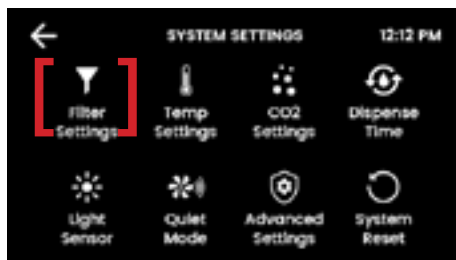 SYSTEM SETTINGS 12:12 PM
Filter Temp CO2 Dispense
Settings Settings Settings Time
Light Quiet Advanced System
Sensor Mode Settings Reset